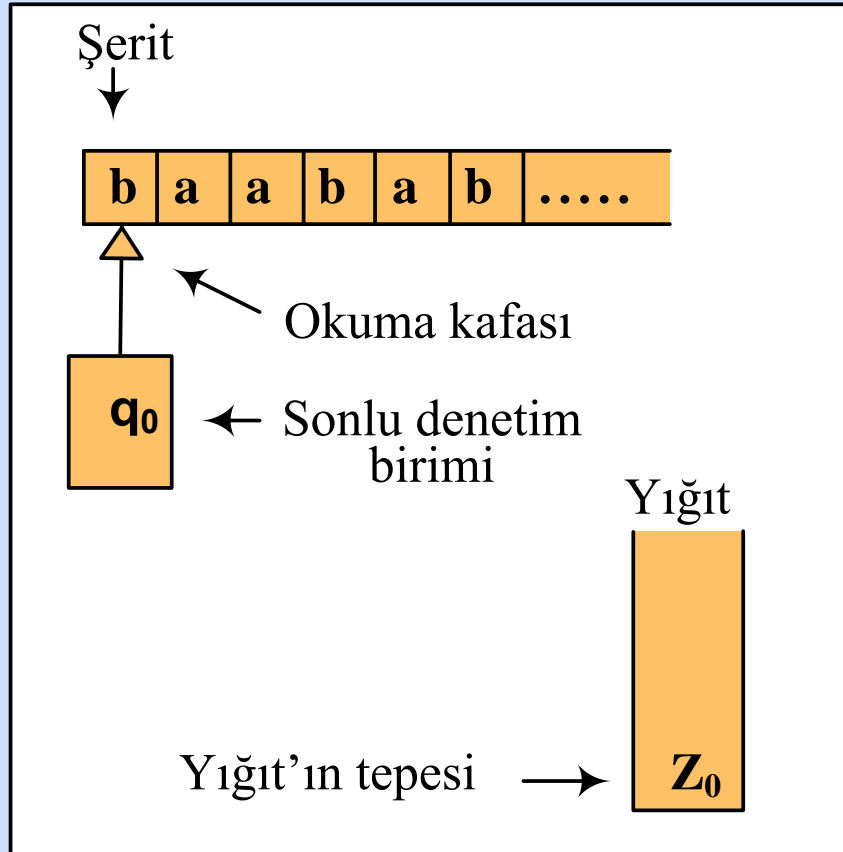 Şerit
b a a b a b .....
Okuma kafası
q₀
Sonlu denetim
birimi
Yığıt
Yığıt’ın tepesi
Z₀